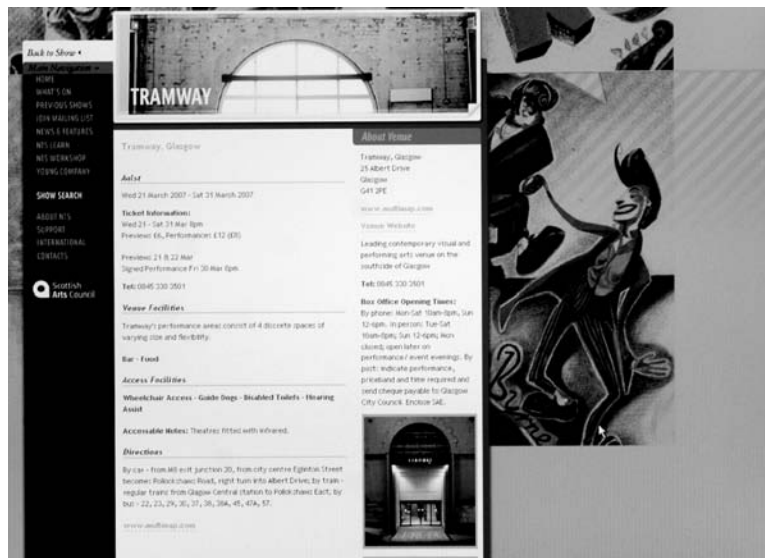 Back to Show
Main Navigation
HOME
WHAT'S ON
PREVIOUS SHOWS
JOIN MAILING LIST
NEWS & FEATURES
NTS LEARN
NTS WORKSHOP
YOUNG COMPANY
SHOW SEARCH
ABOUT NTS
SUPPORT
INTERNATIONAL
CONTACTS
Scottish
Arts Council
TRAMWAY
Tramway, Glasgow
Aalst
Wed 21 March 2007 - Sat 31 March 2007
Ticket Information:
Wed 21 - Sat 31 Mar 8pm
Previews £6, Performances £12 (£8)
Previews: 21 & 22 Mar
Signed Performance Fri 30 Mar 8pm.
Tel: 0845 330 3501
Venue Facilities
Tramway's performance areas consist of 4 discrete spaces of
varying size and flexibility.
Bar - Food
Access Facilities
Wheelchair Access - Guide Dogs - Disabled Toilets - Hearing
Assist
Accessable Notes: Theatres fitted with infrared.
Directions
By car - from M8 exit junction 20, from city centre Eglinton Street
becomes Pollockshaws Road, right turn into Albert Drive; by train -
regular trains from Glagow Central station to Pollokshaws East; by
bus - 22, 23, 29, 30, 37, 38, 38A, 45, 47A, 57.
www.multimap.com
About Venue
Tramway, Glasgow
25 Albert Drive
Glasgow
G41 2PE
www.multimap.com
Venue Website
Leading contemporary visual and
performing arts venue on the
southside of Glasgow
Tel: 0845 330 3501
Box Office Opening Times:
By phone: Mon-Sat 10am-8pm, Sun
12-6pm. In person: Tue-Sat
10am-8pm; Sun 12-6pm; Mon
closed, open later on
performance / event evenings. By
post: indicate performance,
priceband and time required and
send cheque payable to Glasgow
City Council. Enclose SAE.
TRAMWAY
Byrne